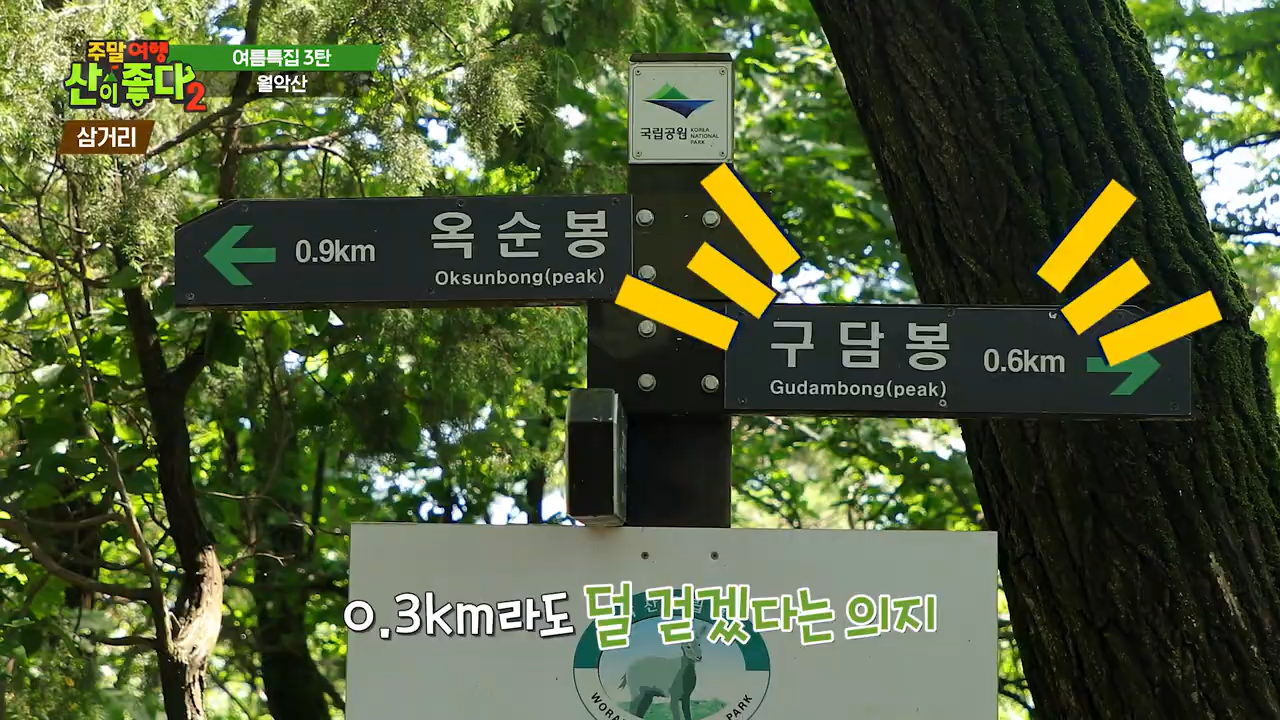 주말여행
산이 좋다2
여름특집 3탄
월악산
삼거리
국립공원
KOREA
NATIONAL
PARK
0.9km
옥순봉
Oksunbong(peak)
구담봉
0.6km
Gudambong(peak)
0.3km라도 덜 걷겠다는 의지
PARK